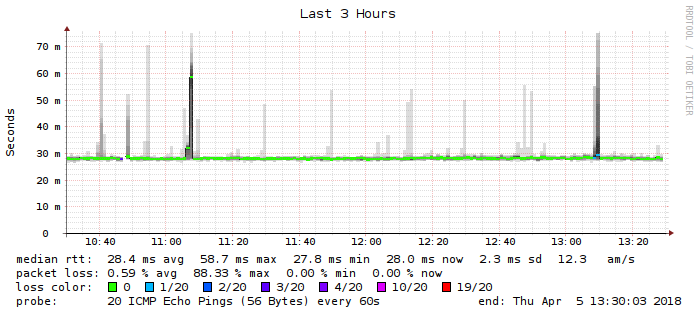 Last 3 Hours
RRDTOOL / TOBI OETIKER
Seconds
70 m
60 m
50 m
40 m
30 m
20 m
10 m
0
10:40 11:00 11:20 11:40 12:00 12:20 12:40 13:00 13:20
median rtt: 28.4 ms avg 58.7 ms max 27.8 ms min 28.0 ms now 2.3 ms sd 12.3 am/s
packet loss: 0.59 % avg 88.33 % max 0.00 % min 0.00 % now
loss color: 0 1/20 2/20 3/20 4/20 10/20 19/20
probe: 20 ICMP Echo Pings (56 Bytes) every 60s end: Thu Apr 5 13:30:03 2018